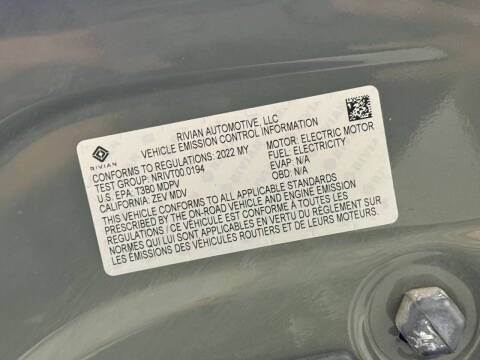 RIVIAN
RIVIAN AUTOMOTIVE, LLC
VEHICLE EMISSION CONTROL INFORMATION
CONFORMS TO REGULATIONS: 2022 MY
TEST GROUP: NRIVT00.0194
U.S. EPA: T3B0 MDPV
CALIFORNIA: ZEV MDV
MOTOR: ELECTRIC MOTOR
FUEL: ELECTRICITY
EVAP: N/A
OBD: N/A
THIS VEHICLE CONFORMS TO ALL APPLICABLE STANDARDS
PRESCRIBED BY THE ON-ROAD VEHICLE AND ENGINE EMISSION
REGULATIONS / CE VÉHICULE EST CONFORME A TOUTES LES
NORMES QUI LUI SONT APPLICABLES EN VERTU DU RÈGLEMENT SUR
LES ÉMISSIONS DES VÉHICULES ROUTIERS ET DE LEURS MOTEURS.